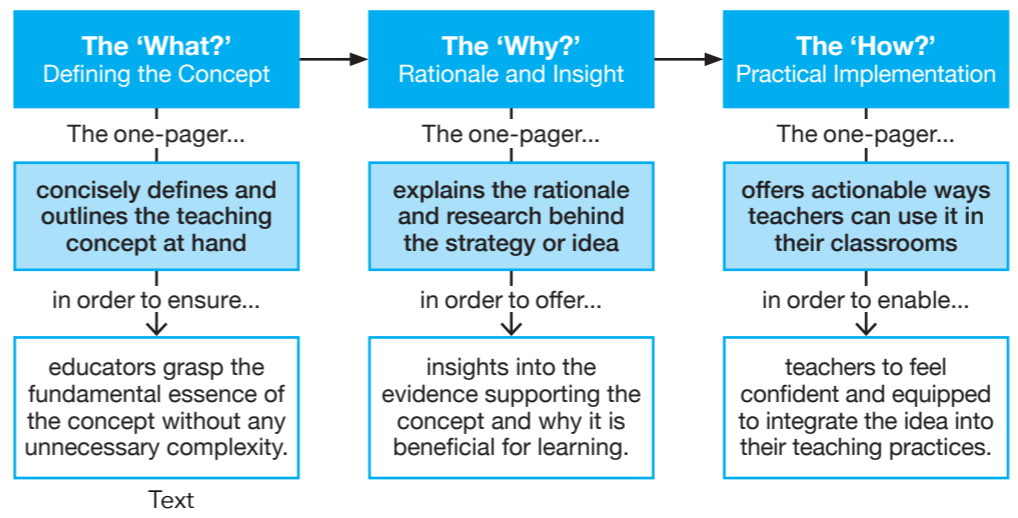 The ‘What?’
Defining the Concept
The one-pager...
concisely defines and
outlines the teaching
concept at hand
in order to ensure...
educators grasp the
fundamental essence of
the concept without any
unnecessary complexity.
Text
The ‘Why?’
Rationale and Insight
The one-pager...
explains the rationale
and research behind
the strategy or idea
in order to offer...
insights into the
evidence supporting the
concept and why it is
beneficial for learning.
The ‘How?’
Practical Implementation
The one-pager...
offers actionable ways
teachers can use it in
their classrooms
in order to enable...
teachers to feel
confident and equipped
to integrate the idea into
their teaching practices.